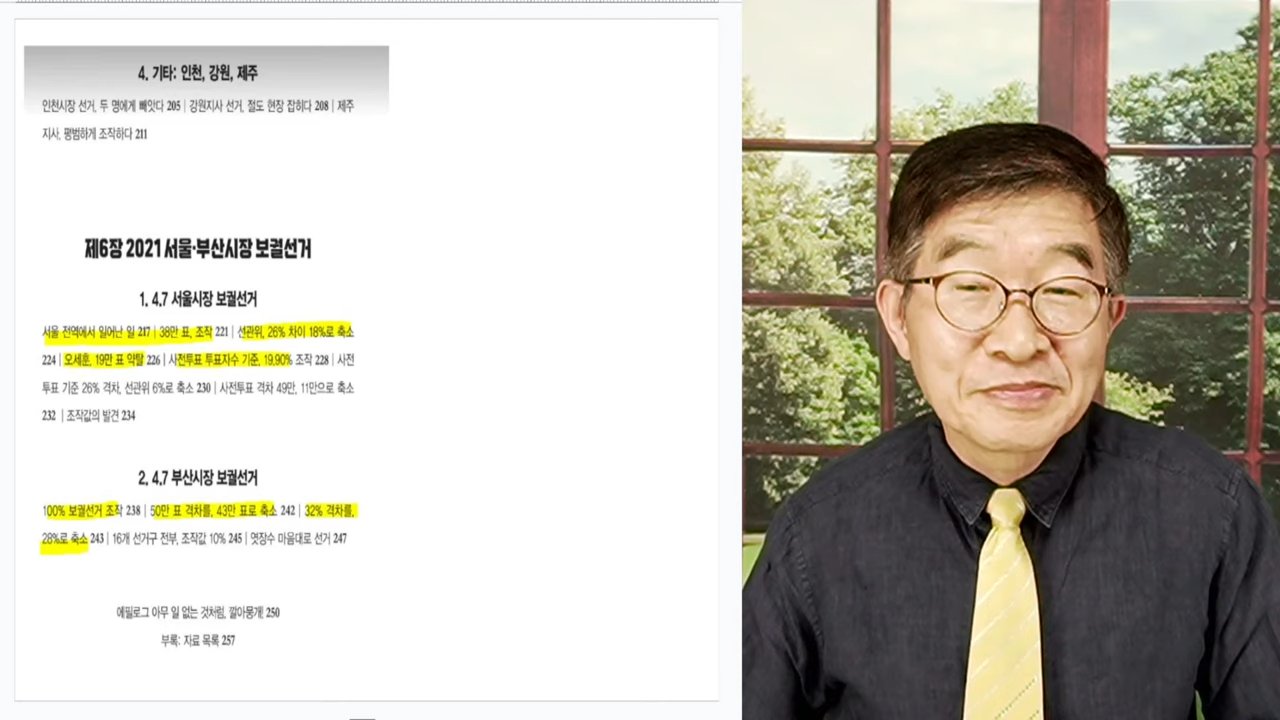 4. 기타: 인천, 강원, 제주
인천시장 선거, 두 명에게 빼앗다 205 | 강원지사 선거, 절도 현장 잡히다 208 | 제주
지사, 평범하게 조작하다 211
제6장 2021 서울·부산시장 보궐선거
1. 4.7 서울시장 보궐선거
서울 전역에서 일어난 일 217 | 38만 표, 조작 221 | 선관위, 26% 차이 18%로 축소
224 | 오세훈, 19만 표 약탈 226 | 사전투표 투표자수 기준, 19.90% 조작 228 | 사전
투표 기준 26% 격차, 선관위 6%로 축소 230 | 사전투표 격차 49만, 11만으로 축소
232 | 조작값의 발견 234
2. 4.7 부산시장 보궐선거
100% 보궐선거 조작 238 | 50만 표 격차를, 43만 표로 축소 242 | 32% 격차를,
28%로 축소 243 | 16개 선거구 전부, 조작값 10% 245 | 엿장수 마음대로 선거 247
에필로그 아무 일 없는 것처럼, 깔아뭉개! 250
부록: 자료 목록 257